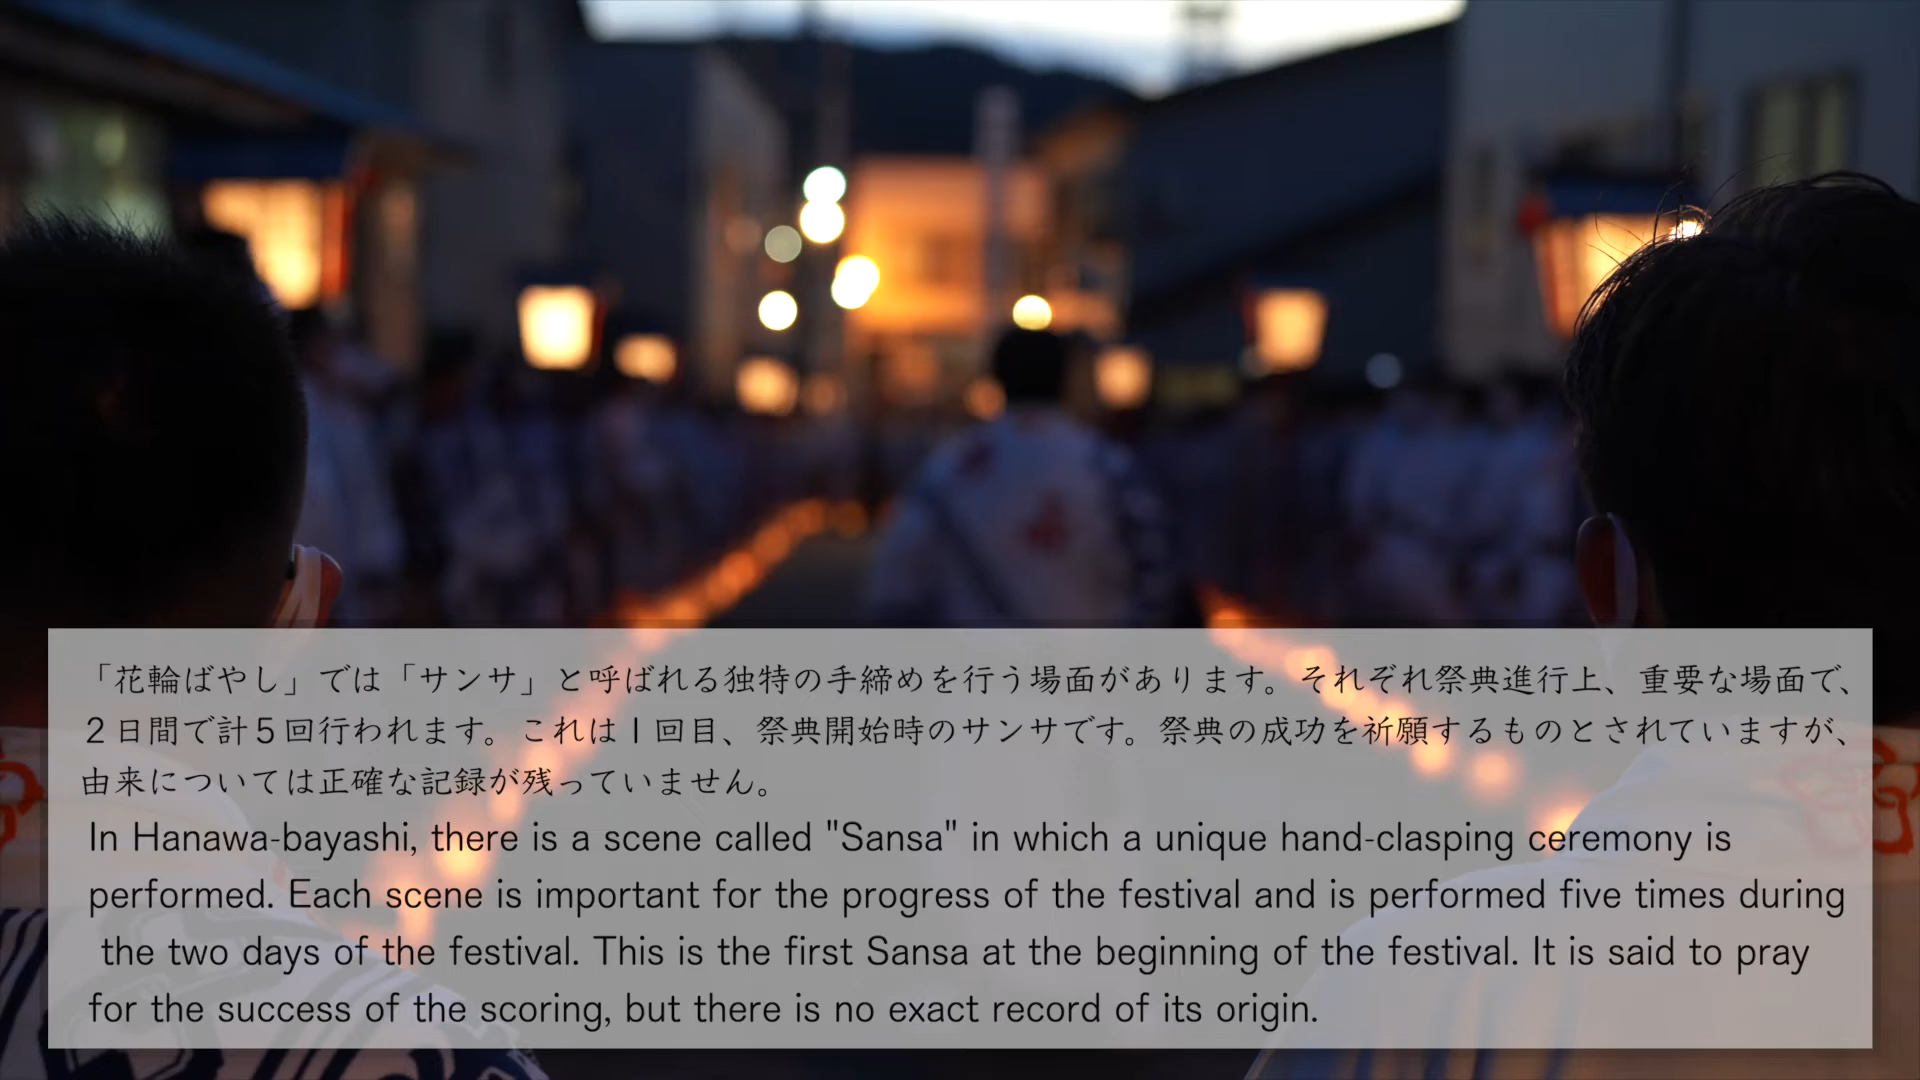 「花輪ばやし」では「サンサ」と呼ばれる独特の手締めを行う場面があります。それぞれ祭典進行上、重要な場面で、
２日間で計５回行われます。これは１回目、祭典開始時のサンサです。祭典の成功を祈願するものとされていますが、
由来については正確な記録が残っていません。
In Hanawa-bayashi, there is a scene called "Sansa" in which a unique hand-clasping ceremony is
performed. Each scene is important for the progress of the festival and is performed five times during
the two days of the festival. This is the first Sansa at the beginning of the festival. It is said to pray
for the success of the scoring, but there is no exact record of its origin.